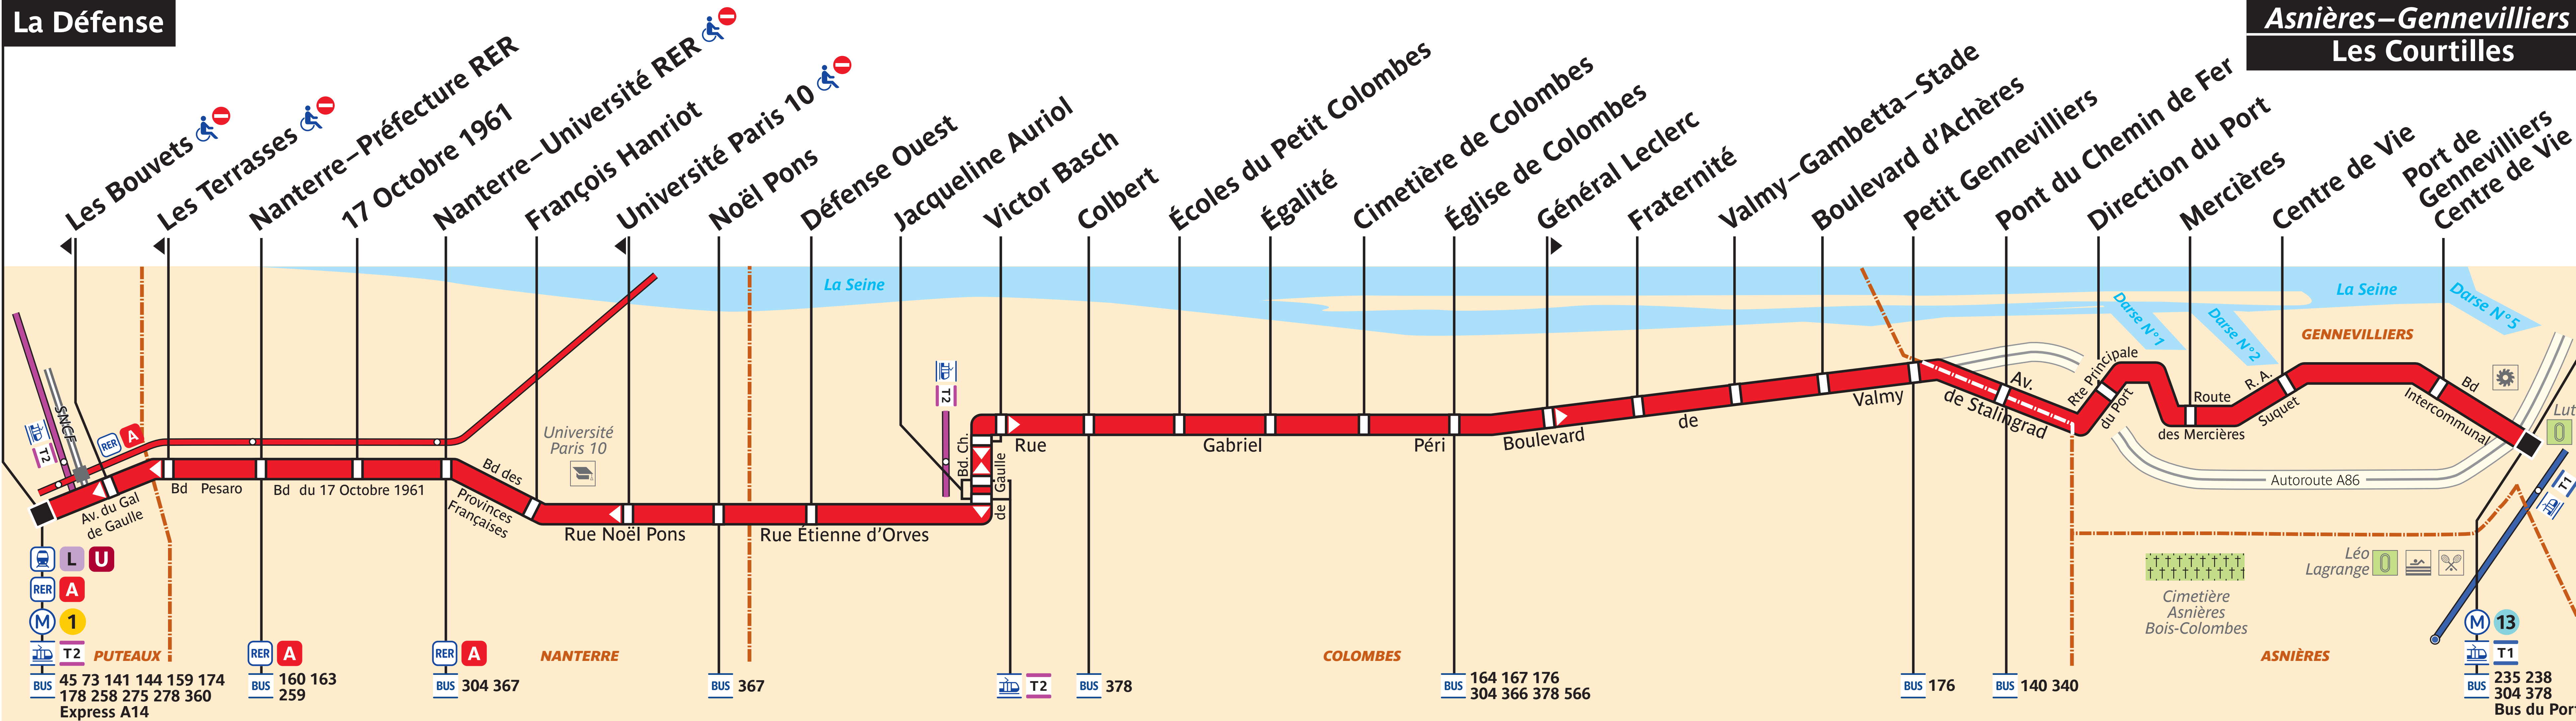 La Défense
Asnières–Gennevilliers
Les Courtilles
Les Bouvets
Les Terrasses
Nanterre–Préfecture RER
17 Octobre 1961
Nanterre–Université RER
François Hanriot
Université Paris 10
Noël Pons
Défense Ouest
Jacqueline Auriol
Victor Basch
Colbert
Écoles du Petit Colombes
Égalité
Cimetière de Colombes
Église de Colombes
Général Leclerc
Fraternité
Valmy–Gambetta–Stade
Boulevard d'Achères
Petit Gennevilliers
Pont du Chemin de Fer
Direction du Port
Mercières
Centre de Vie
Port de
Gennevilliers
Centre de Vie
La Seine
La Seine
Darse N°1
Darse N°2
Darse N°5
GENNEVILLIERS
SNCF
T2
RER A
Av. du Gal
de Gaulle
Bd Pesaro
Bd du 17 Octobre 1961
Bd des
Provinces
Françaises
Université
Paris 10
Rue Noël Pons
Rue Étienne d'Orves
T2
Bd. Ch.
de Gaulle
Rue Gabriel Péri
Boulevard de Valmy
Av.
de Stalingrad
Rte Principale
du Port
Route
des Mercières
R. A.
Suquet
Bd
Intercommunal
Autoroute A86
Lut
T1
Léo
Lagrange
Cimetière
Asnières
Bois-Colombes
L U
RER A
M 1
T2
PUTEAUX
BUS 45 73 141 144 159 174
178 258 275 278 360
Express A14
RER A
BUS 160 163
259
RER A
BUS 304 367
NANTERRE
BUS 367
T2
BUS 378
COLOMBES
BUS 164 167 176
304 366 378 566
BUS 176
BUS 140 340
ASNIÈRES
M 13
T1
BUS 235 238
304 378
Bus du Por